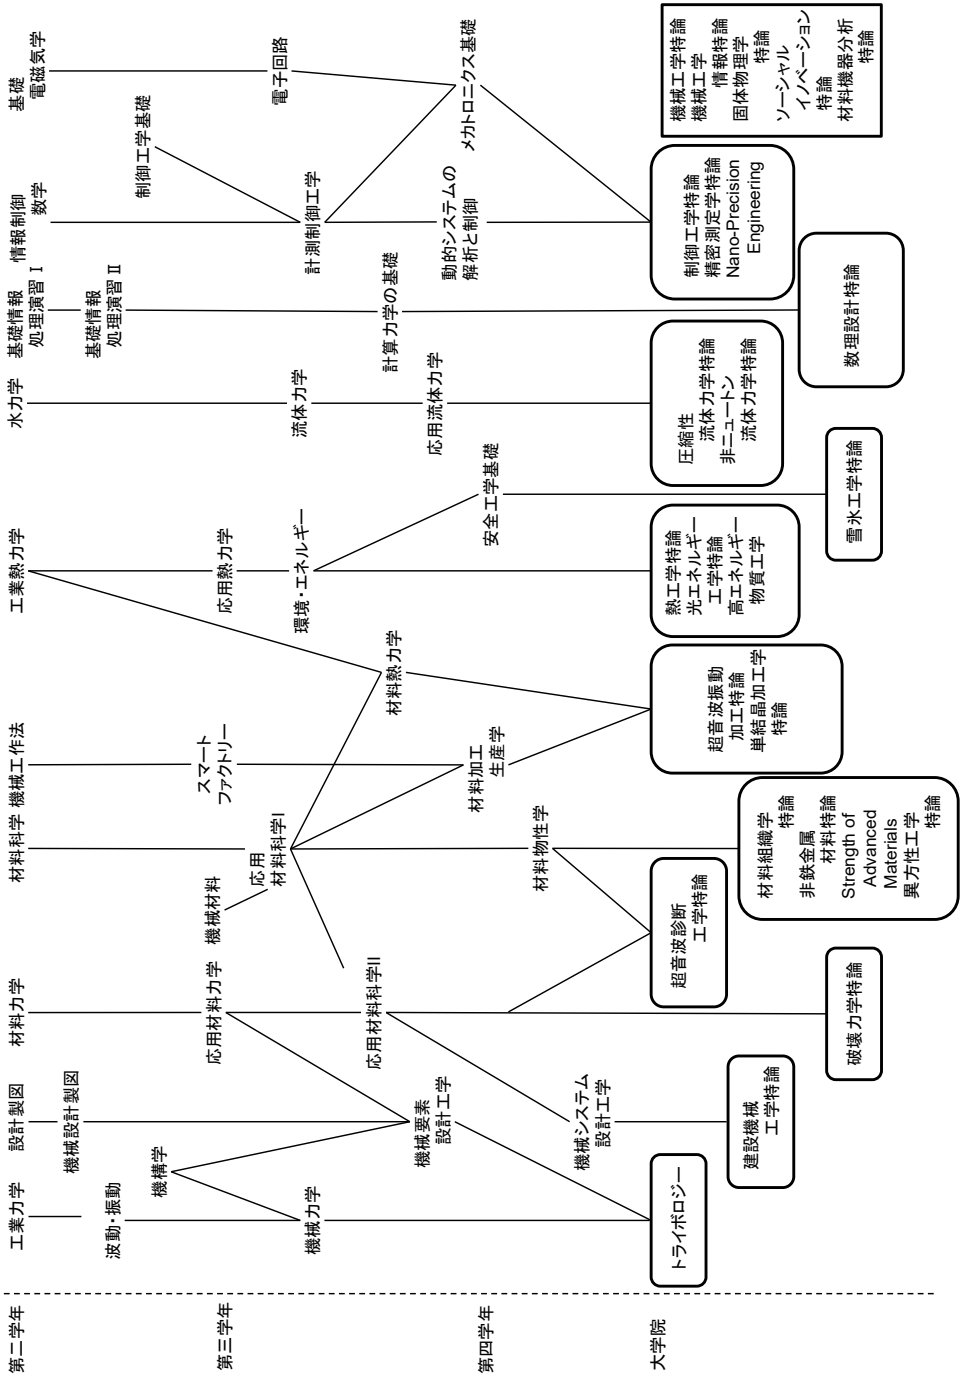 第二学年
工業力学
設計製図
材料力学
材料科学
機械工作法
工業熱力学
水力学
基礎情報
処理演習 I
情報制御
数学
基礎
電磁気学
波動・振動
機械設計製図
基礎情報
処理演習 II
機構学
制御工学基礎
第三学年
応用材料力学
機械材料
スマート
ファクトリー
応用熱力学
応用
材料科学I
電子回路
機械力学
環境・エネルギー
流体力学
計測制御工学
応用材料科学II
材料熱力学
計算力学の基礎
機械要素
設計工学
応用流体力学
動的システムの
解析と制御
メカトロニクス基礎
第四学年
材料加工
生産学
安全工学基礎
材料物性学
機械システム
設計工学
大学院
トライボロジー
建設機械
工学特論
破壊力学特論
超音波診断
工学特論
材料組織学
特論
非鉄金属
材料特論
Strength of
Advanced
Materials
異方性工学
特論
超音波振動
加工特論
単結晶加工学
特論
熱工学特論
光エネルギー
工学特論
高エネルギー
物質工学
雪氷工学特論
圧縮性
流体力学特論
非ニュートン
流体力学特論
数理設計特論
制御工学特論
精密測定学特論
Nano-Precision
Engineering
機械工学特論
機械工学
情報特論
固体物理学
特論
ソーシャル
イノベーション
特論
材料機器分析
特論